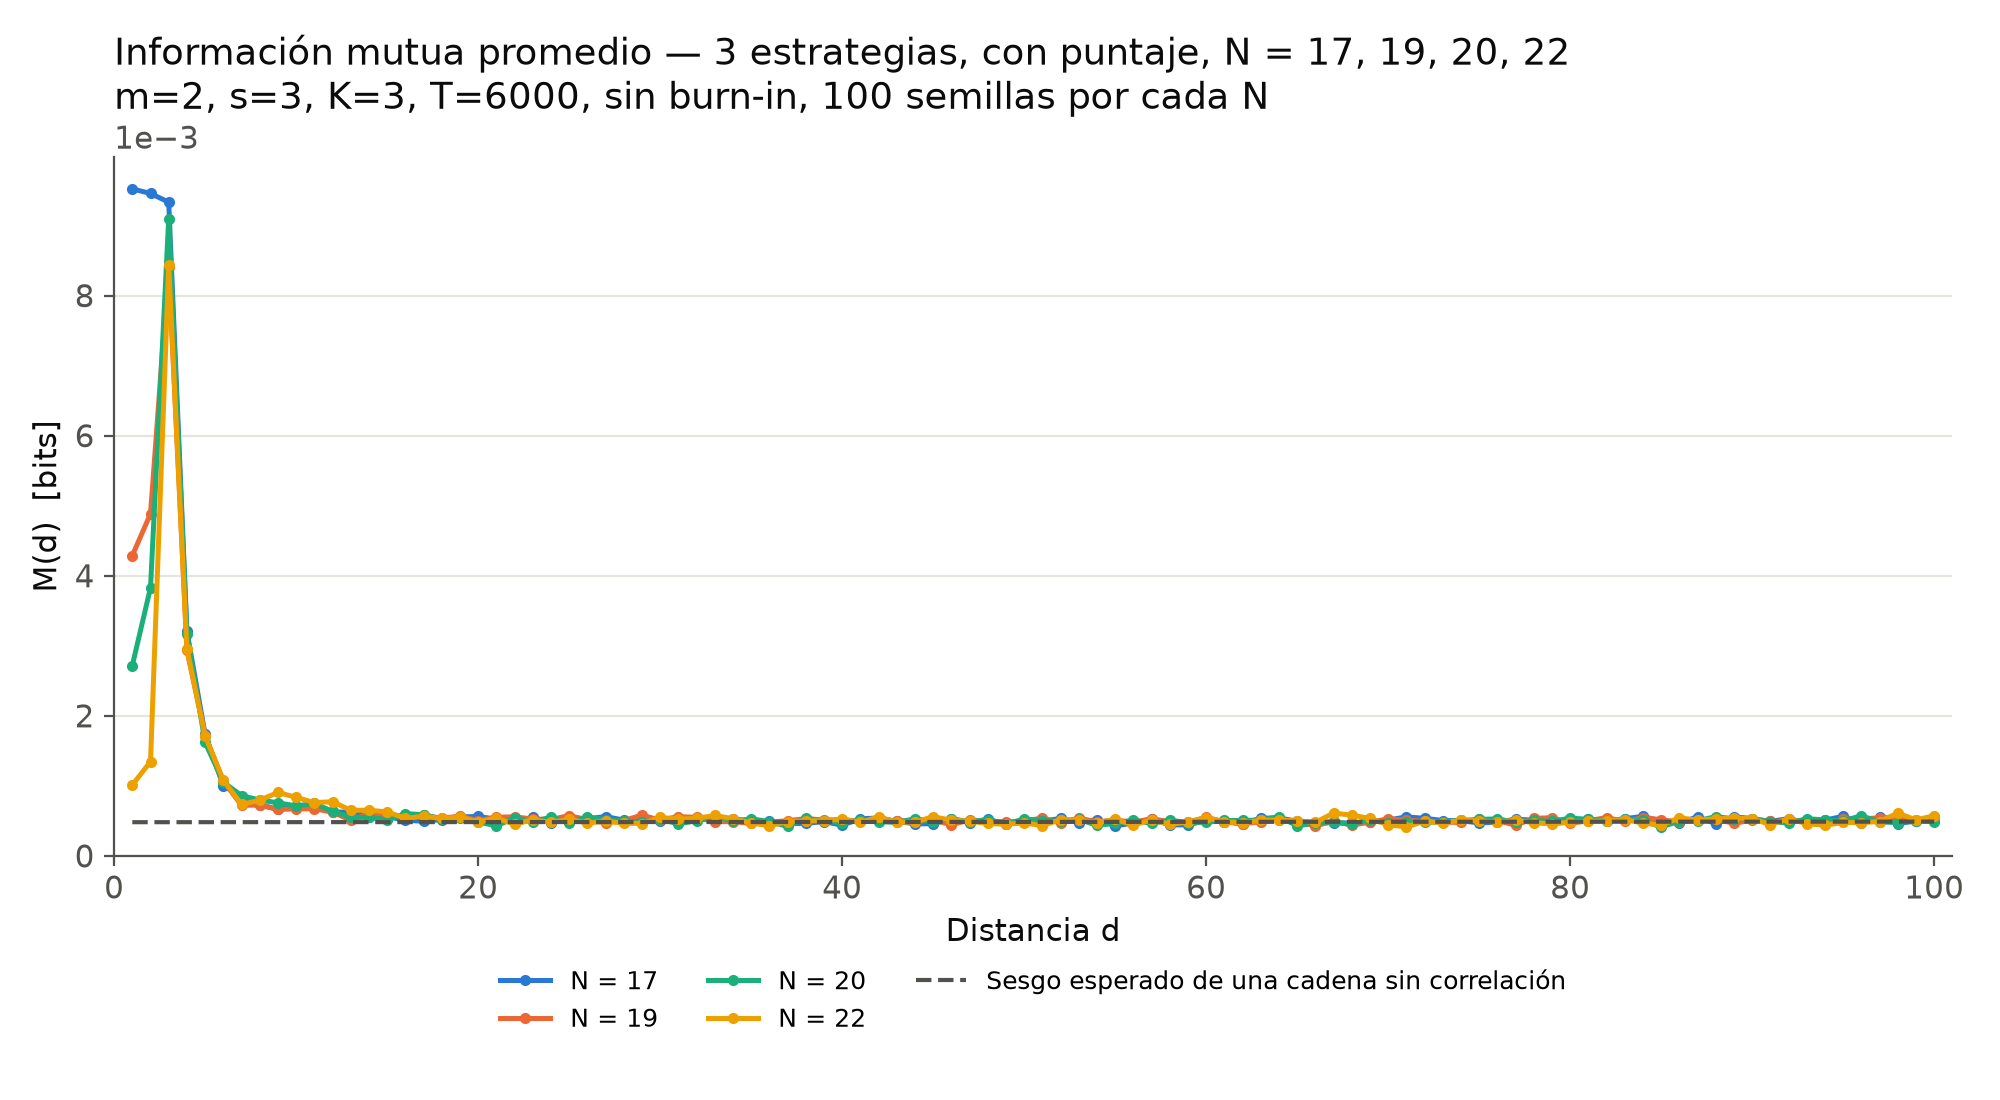 Información mutua promedio — 3 estrategias, con puntaje, N = 17, 19, 20, 22
m=2, s=3, K=3, T=6000, sin burn-in, 100 semillas por cada N
1e−3
8
6
4
2
0
M(d) [bits]
0 20 40 60 80 100
Distancia d
N = 17 N = 20 Sesgo esperado de una cadena sin correlación
N = 19 N = 22